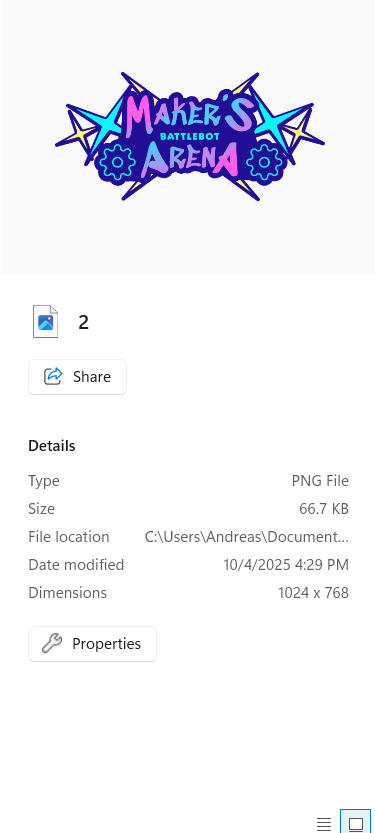 MAKER'S
BATTLEBOT
ARENA
2
Share
Details
Type PNG File
Size 66.7 KB
File location C:\Users\Andreas\Document...
Date modified 10/4/2025 4:29 PM
Dimensions 1024 x 768
Properties